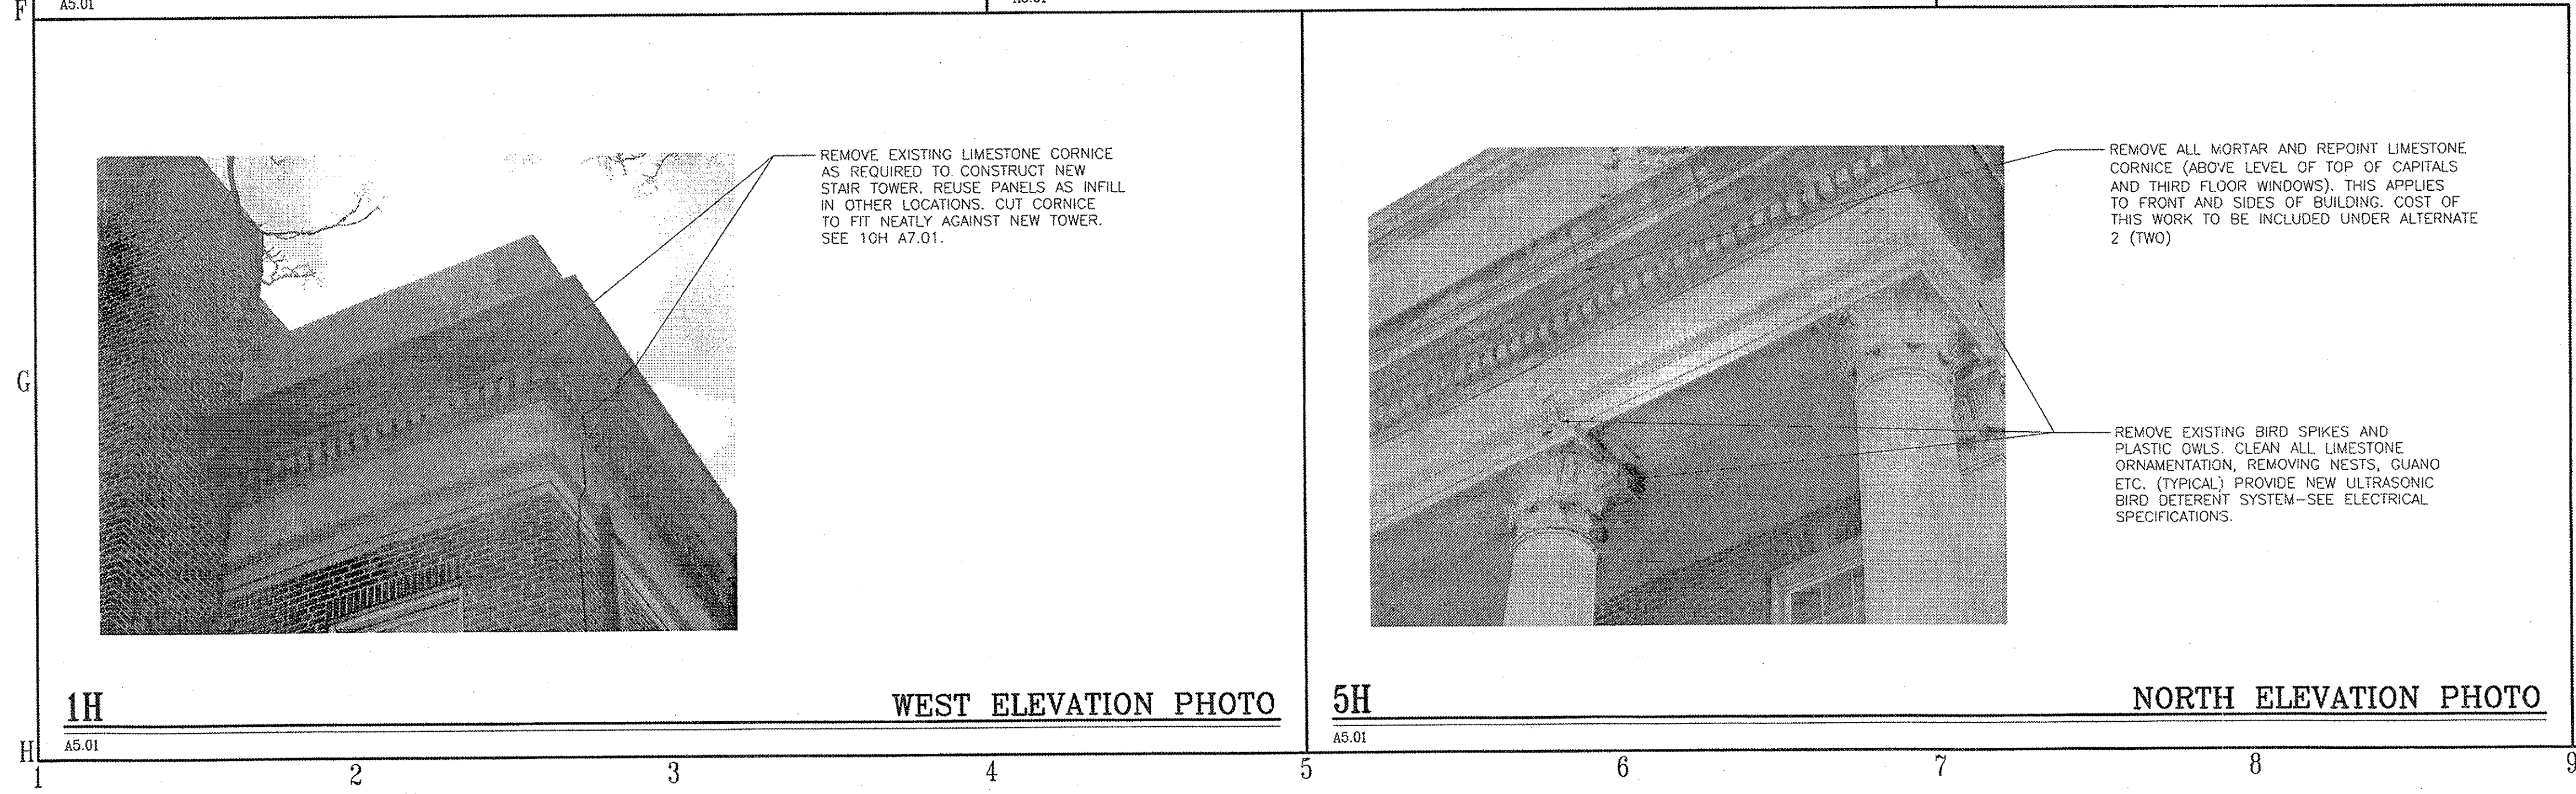 F
A5.01
A5.01
REMOVE EXISTING LIMESTONE CORNICE
AS REQUIRED TO CONSTRUCT NEW
STAIR TOWER. REUSE PANELS AS INFILL
IN OTHER LOCATIONS. CUT CORNICE
TO FIT NEATLY AGAINST NEW TOWER.
SEE 10H A7.01.
REMOVE ALL MORTAR AND REPOINT LIMESTONE
CORNICE (ABOVE LEVEL OF TOP OF CAPITALS
AND THIRD FLOOR WINDOWS). THIS APPLIES
TO FRONT AND SIDES OF BUILDING. COST OF
THIS WORK TO BE INCLUDED UNDER ALTERNATE
2 (TWO)
G
REMOVE EXISTING BIRD SPIKES AND
PLASTIC OWLS. CLEAN ALL LIMESTONE
ORNAMENTATION, REMOVING NESTS, GUANO
ETC. (TYPICAL) PROVIDE NEW ULTRASONIC
BIRD DETERENT SYSTEM-SEE ELECTRICAL
SPECIFICATIONS.
1H WEST ELEVATION PHOTO
A5.01
5H NORTH ELEVATION PHOTO
A5.01
H
1 2 3 4 5 6 7 8 9